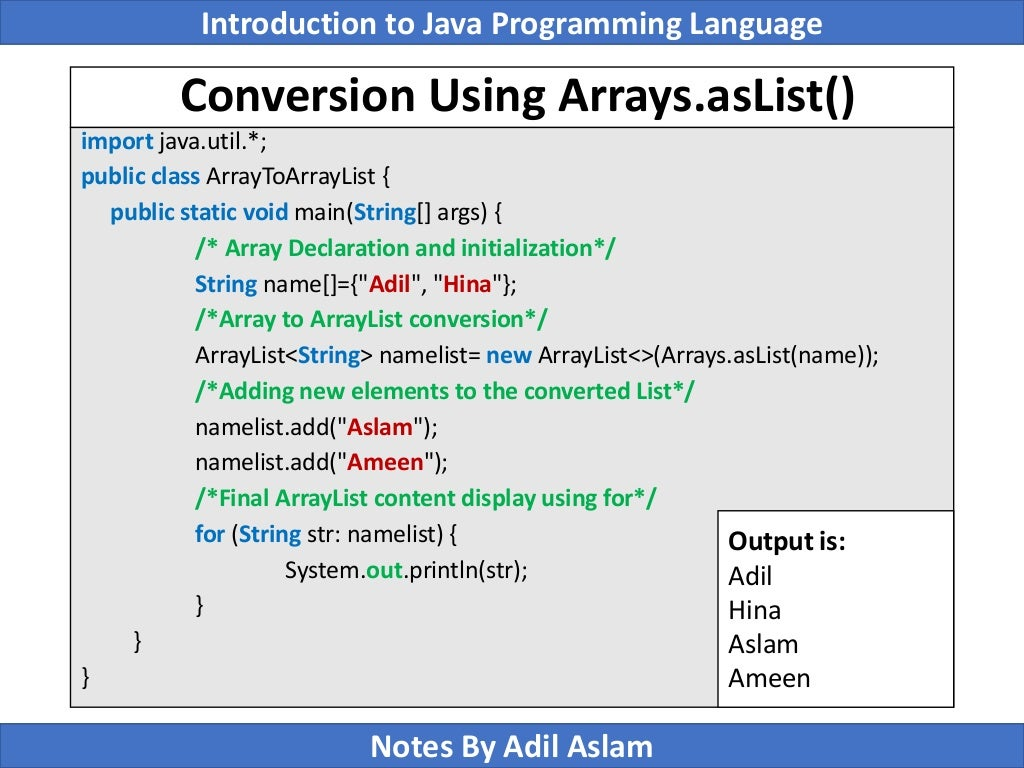 Introduction to Java Programming Language
Conversion Using Arrays.asList()
import java.util.*;
public class ArrayToArrayList {
public static void main(String[] args) {
/* Array Declaration and initialization*/
String name[]={"Adil", "Hina"};
/*Array to ArrayList conversion*/
ArrayList<String> namelist= new ArrayList<>(Arrays.asList(name));
/*Adding new elements to the converted List*/
namelist.add("Aslam");
namelist.add("Ameen");
/*Final ArrayList content display using for*/
for (String str: namelist) {
System.out.println(str);
}
}
}
Output is:
Adil
Hina
Aslam
Ameen
Notes By Adil Aslam